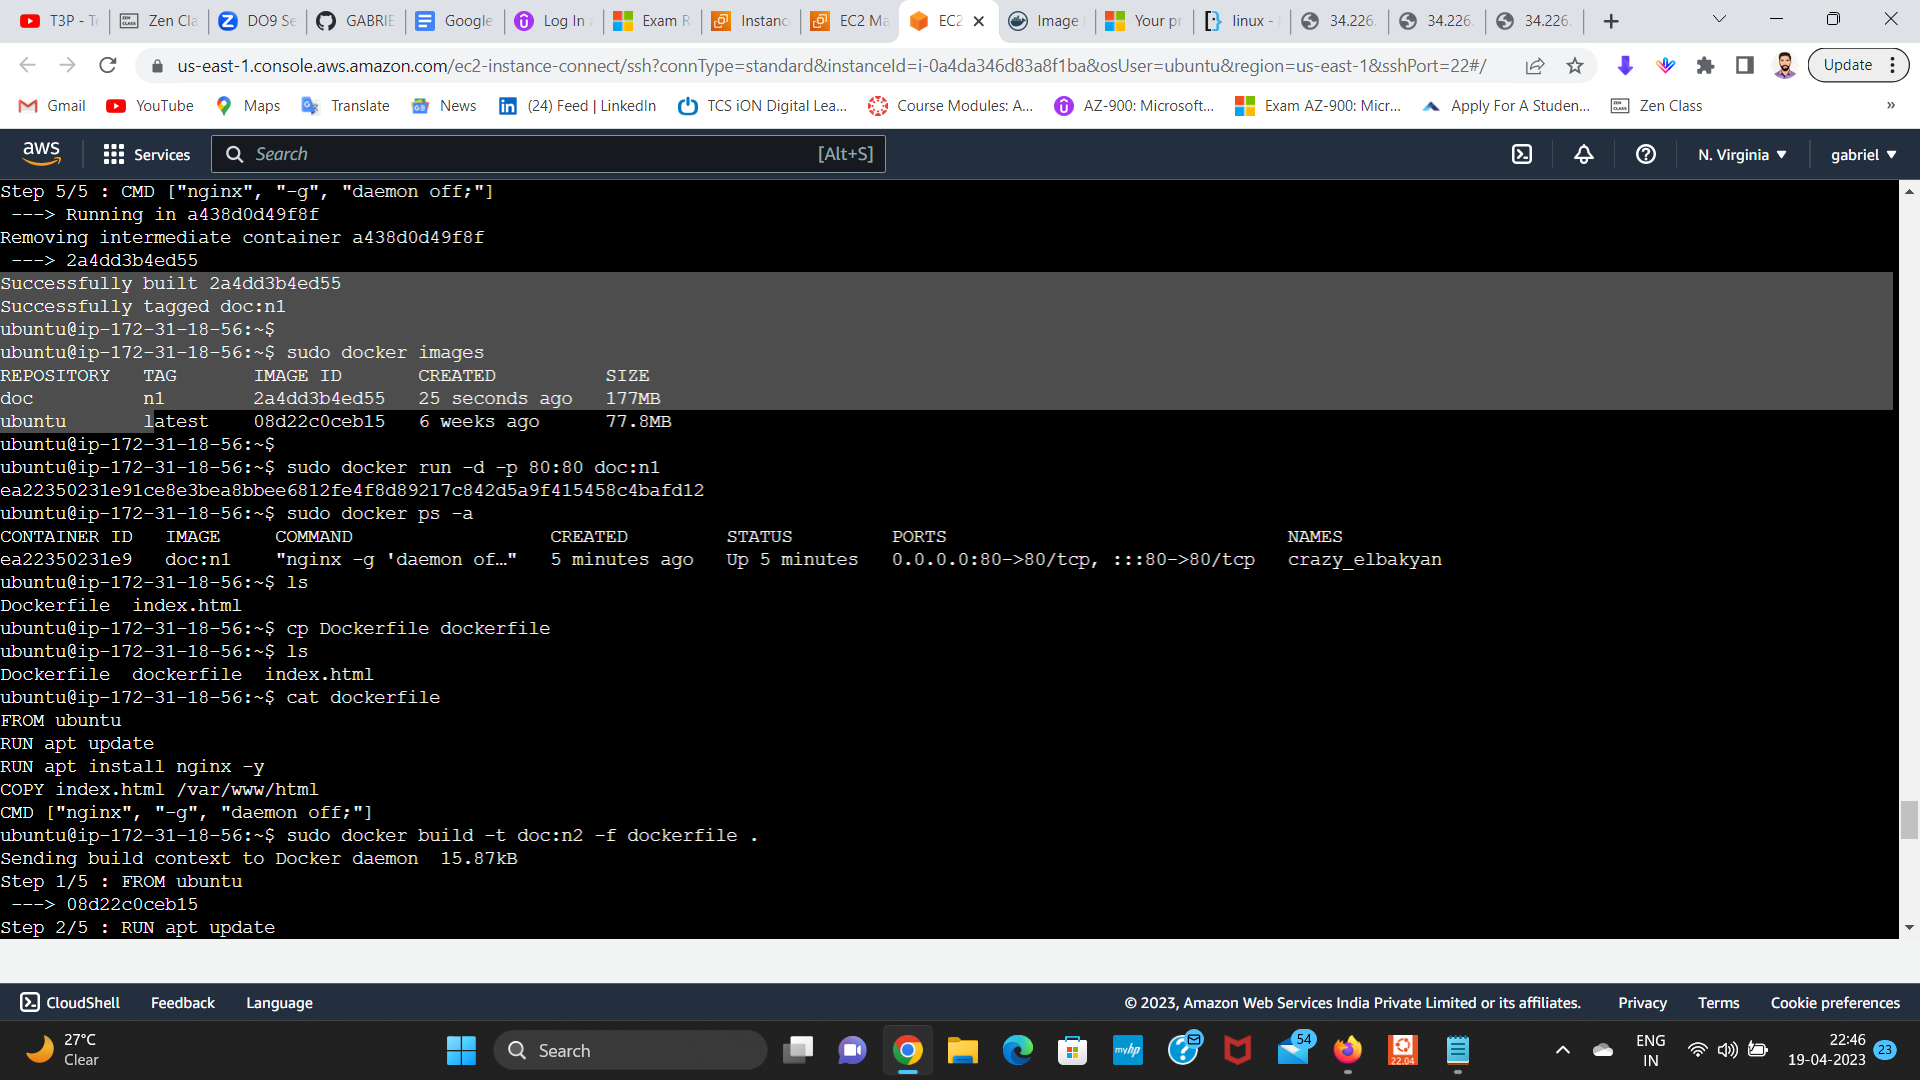 T3P - Te
Zen Cla
DO9 Se
GABRIE
Google
Log In
Exam R
Instanc
EC2 Ma
EC2
Image
Your pr
linux -
34.226.
34.226.
34.226.
us-east-1.console.aws.amazon.com/ec2-instance-connect/ssh?connType=standard&instanceId=i-0a4da346d83a8f1ba&osUser=ubuntu&region=us-east-1&sshPort=22#/
Update
Gmail
YouTube
Maps
Translate
News
(24) Feed | LinkedIn
TCS iON Digital Lea...
Course Modules: A...
AZ-900: Microsoft...
Exam AZ-900: Micr...
Apply For A Studen...
Zen Class
»
aws
Services
Search
[Alt+S]
N. Virginia
gabriel
Step 5/5 : CMD ["nginx", "-g", "daemon off;"]
---> Running in a438d0d49f8f
Removing intermediate container a438d0d49f8f
---> 2a4dd3b4ed55
Successfully built 2a4dd3b4ed55
Successfully tagged doc:n1
ubuntu@ip-172-31-18-56:~$
ubuntu@ip-172-31-18-56:~$ sudo docker images
REPOSITORY TAG IMAGE ID CREATED SIZE
doc n1 2a4dd3b4ed55 25 seconds ago 177MB
ubuntu latest 08d22c0ceb15 6 weeks ago 77.8MB
ubuntu@ip-172-31-18-56:~$
ubuntu@ip-172-31-18-56:~$ sudo docker run -d -p 80:80 doc:n1
ea22350231e91ce8e3bea8bbee6812fe4f8d89217c842d5a9f415458c4bafd12
ubuntu@ip-172-31-18-56:~$ sudo docker ps -a
CONTAINER ID IMAGE COMMAND CREATED STATUS PORTS NAMES
ea22350231e9 doc:n1 "nginx -g 'daemon of…" 5 minutes ago Up 5 minutes 0.0.0.0:80->80/tcp, :::80->80/tcp crazy_elbakyan
ubuntu@ip-172-31-18-56:~$ ls
Dockerfile index.html
ubuntu@ip-172-31-18-56:~$ cp Dockerfile dockerfile
ubuntu@ip-172-31-18-56:~$ ls
Dockerfile dockerfile index.html
ubuntu@ip-172-31-18-56:~$ cat dockerfile
FROM ubuntu
RUN apt update
RUN apt install nginx -y
COPY index.html /var/www/html
CMD ["nginx", "-g", "daemon off;"]
ubuntu@ip-172-31-18-56:~$ sudo docker build -t doc:n2 -f dockerfile .
Sending build context to Docker daemon 15.87kB
Step 1/5 : FROM ubuntu
---> 08d22c0ceb15
Step 2/5 : RUN apt update
CloudShell
Feedback
Language
© 2023, Amazon Web Services India Private Limited or its affiliates.
Privacy
Terms
Cookie preferences
27°C
Clear
Search
myhp
54
22.04
ENG
IN
22:46
19-04-2023
23